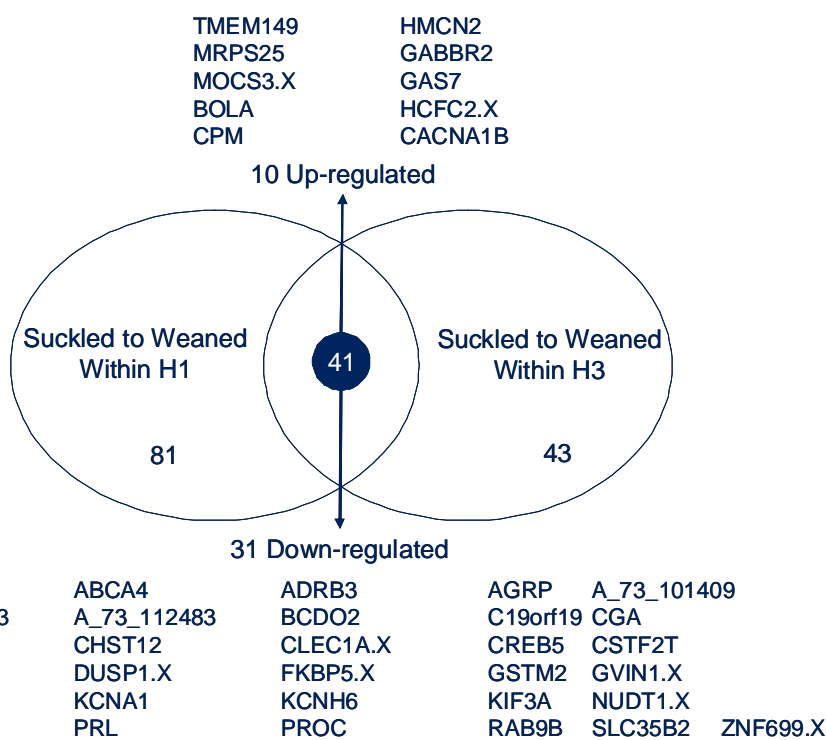 TMEM149 HMCN2
MRPS25 GABBR2
MOCS3.X GAS7
BOLA HCFC2.X
CPM CACNA1B
10 Up-regulated
Suckled to Weaned
Within H1
41
Suckled to Weaned
Within H3
81
43
31 Down-regulated
ABCA4 ADRB3 AGRP A_73_101409
3 A_73_112483 BCDO2 C19orf19 CGA
CHST12 CLEC1A.X CREB5 CSTF2T
DUSP1.X FKBP5.X GSTM2 GVIN1.X
KCNA1 KCNH6 KIF3A NUDT1.X
PRL PROC RAB9B SLC35B2 ZNF699.X